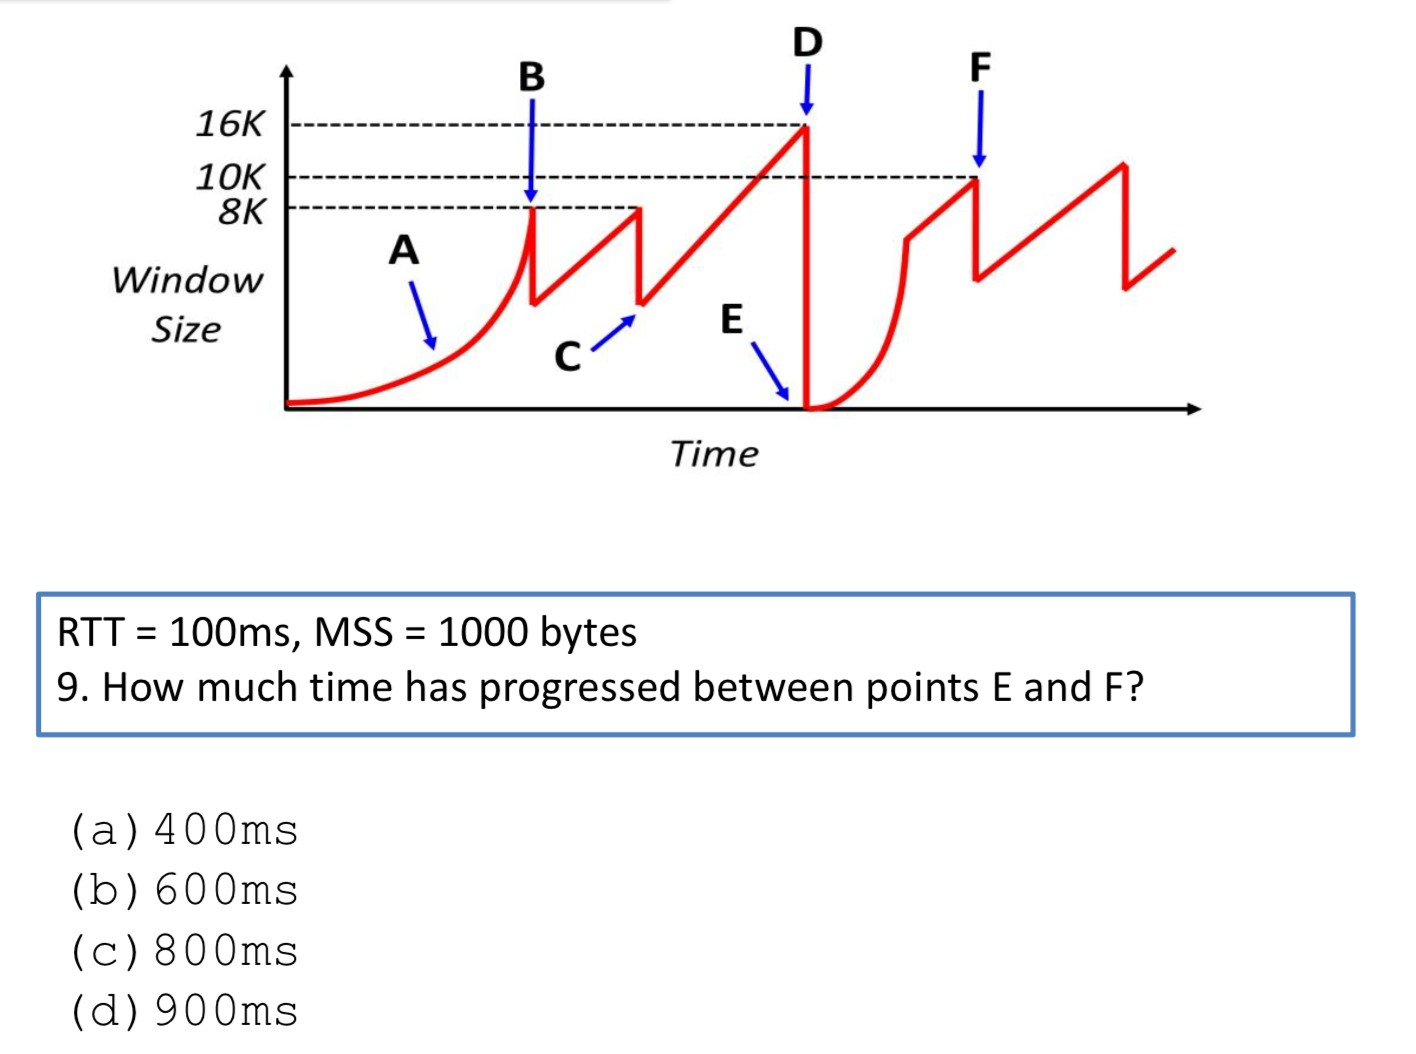 D
B
F
16K
10K
8K
A
Window
Size
E
C
Time
RTT = 100ms, MSS = 1000 bytes
9. How much time has progressed between points E and F?
(a) 400ms
(b) 600ms
(c) 800ms
(d) 900ms